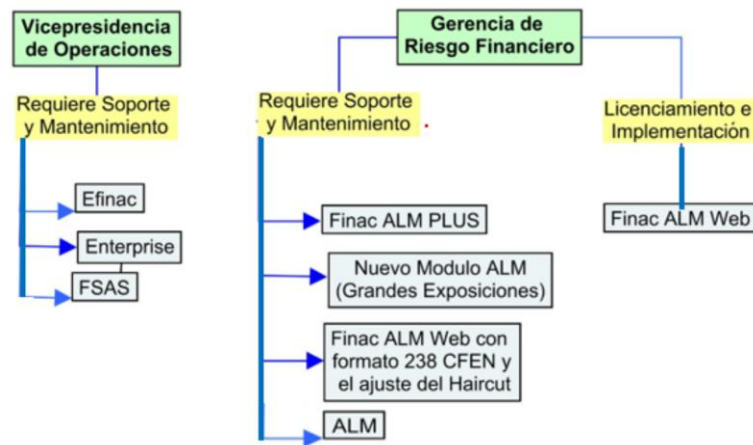 Vicepresidencia
de Operaciones
Requiere Soporte
y Mantenimiento
Efinac
Enterprise
FSAS
Gerencia de
Riesgo Financiero
Requiere Soporte
y Mantenimiento
Finac ALM PLUS
Nuevo Modulo ALM
(Grandes Exposiciones)
Finac ALM Web con
formato 238 CFEN y
el ajuste del Haircut
ALM
Licenciamiento e
Implementación
Finac ALM Web